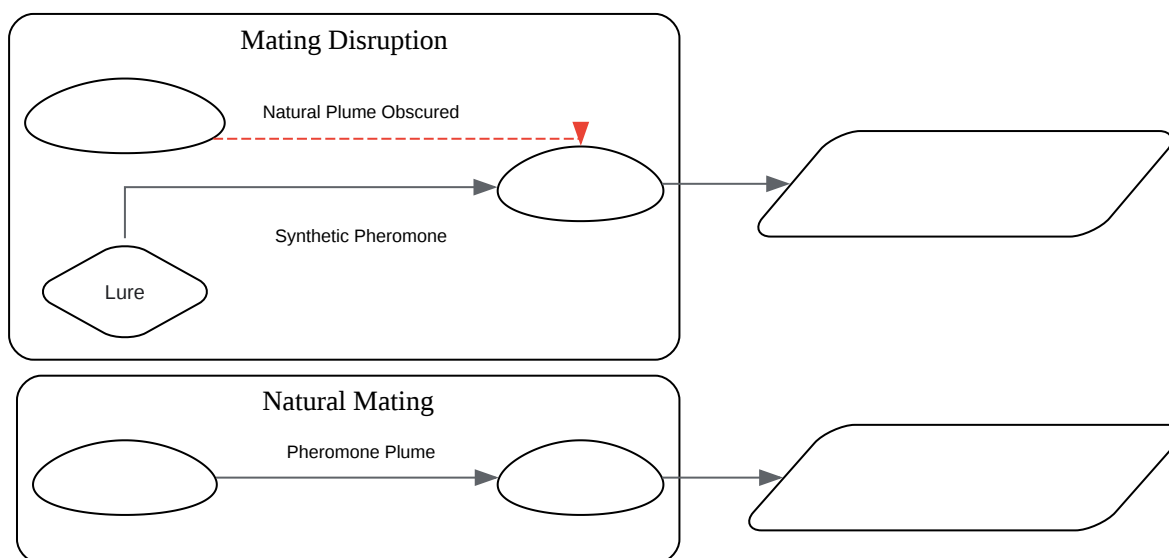 Mating Disruption
Natural Plume Obscured
Synthetic Pheromone
Lure
Natural Mating
Pheromone Plume